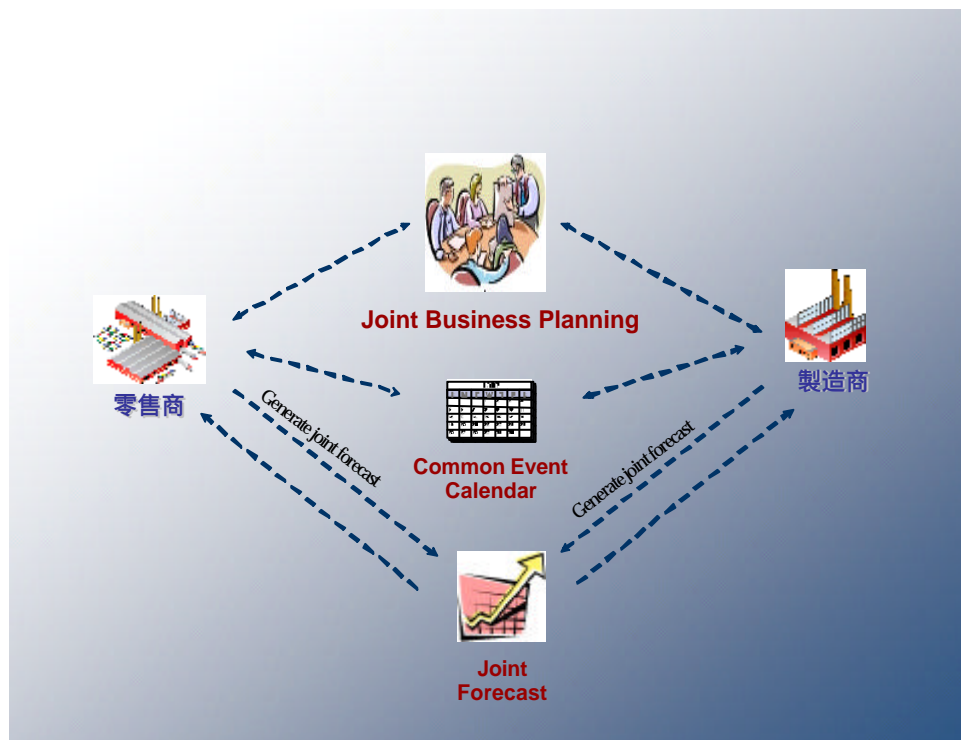 Joint Business Planning
零售商
製造商
Generate joint forecast
Generate joint forecast
Common Event
Calendar
Joint
Forecast